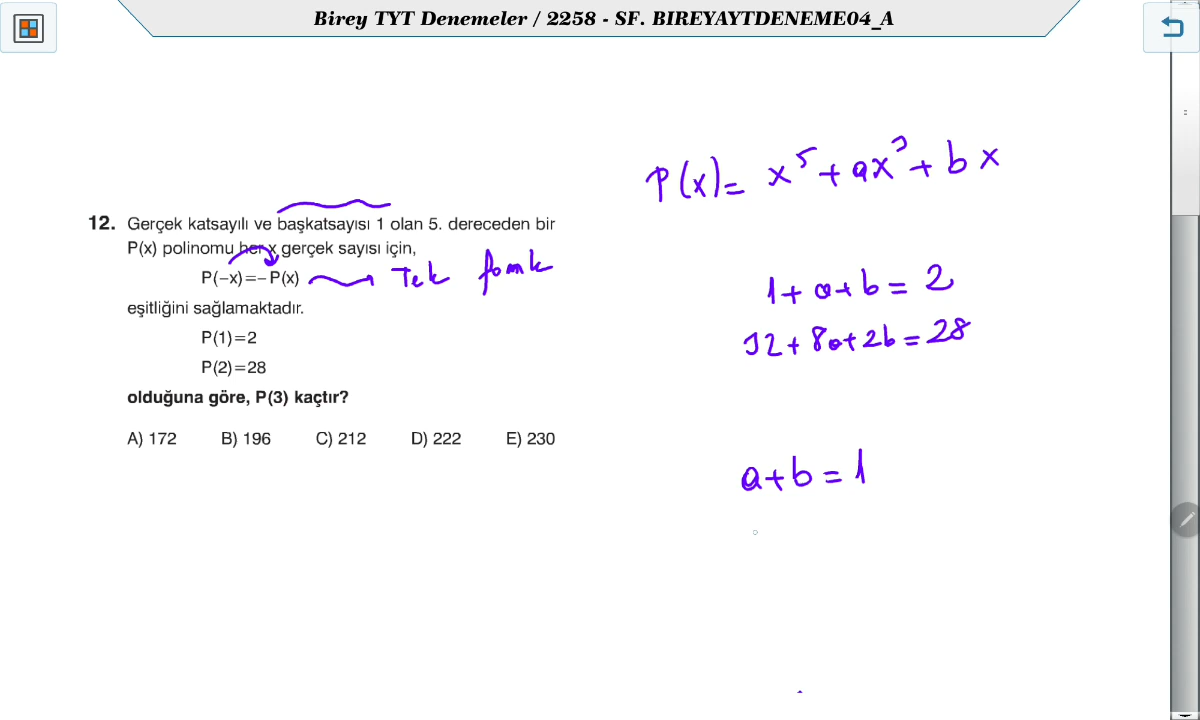 Birey TYT Denemeler / 2258 - SF. BIREYAYTDENEME04_A
12. Gerçek katsayılı ve başkatsayısı 1 olan 5. dereceden bir
P(x) polinomu her x gerçek sayısı için,
P(−x)=−P(x)
Tek fonk
eşitliğini sağlamaktadır.
P(1)=2
P(2)=28
olduğuna göre, P(3) kaçtır?
A) 172 B) 196 C) 212 D) 222 E) 230
P(x)= x⁵+ax³+bx
1+a+b=2
32+8a+2b=28
a+b=1